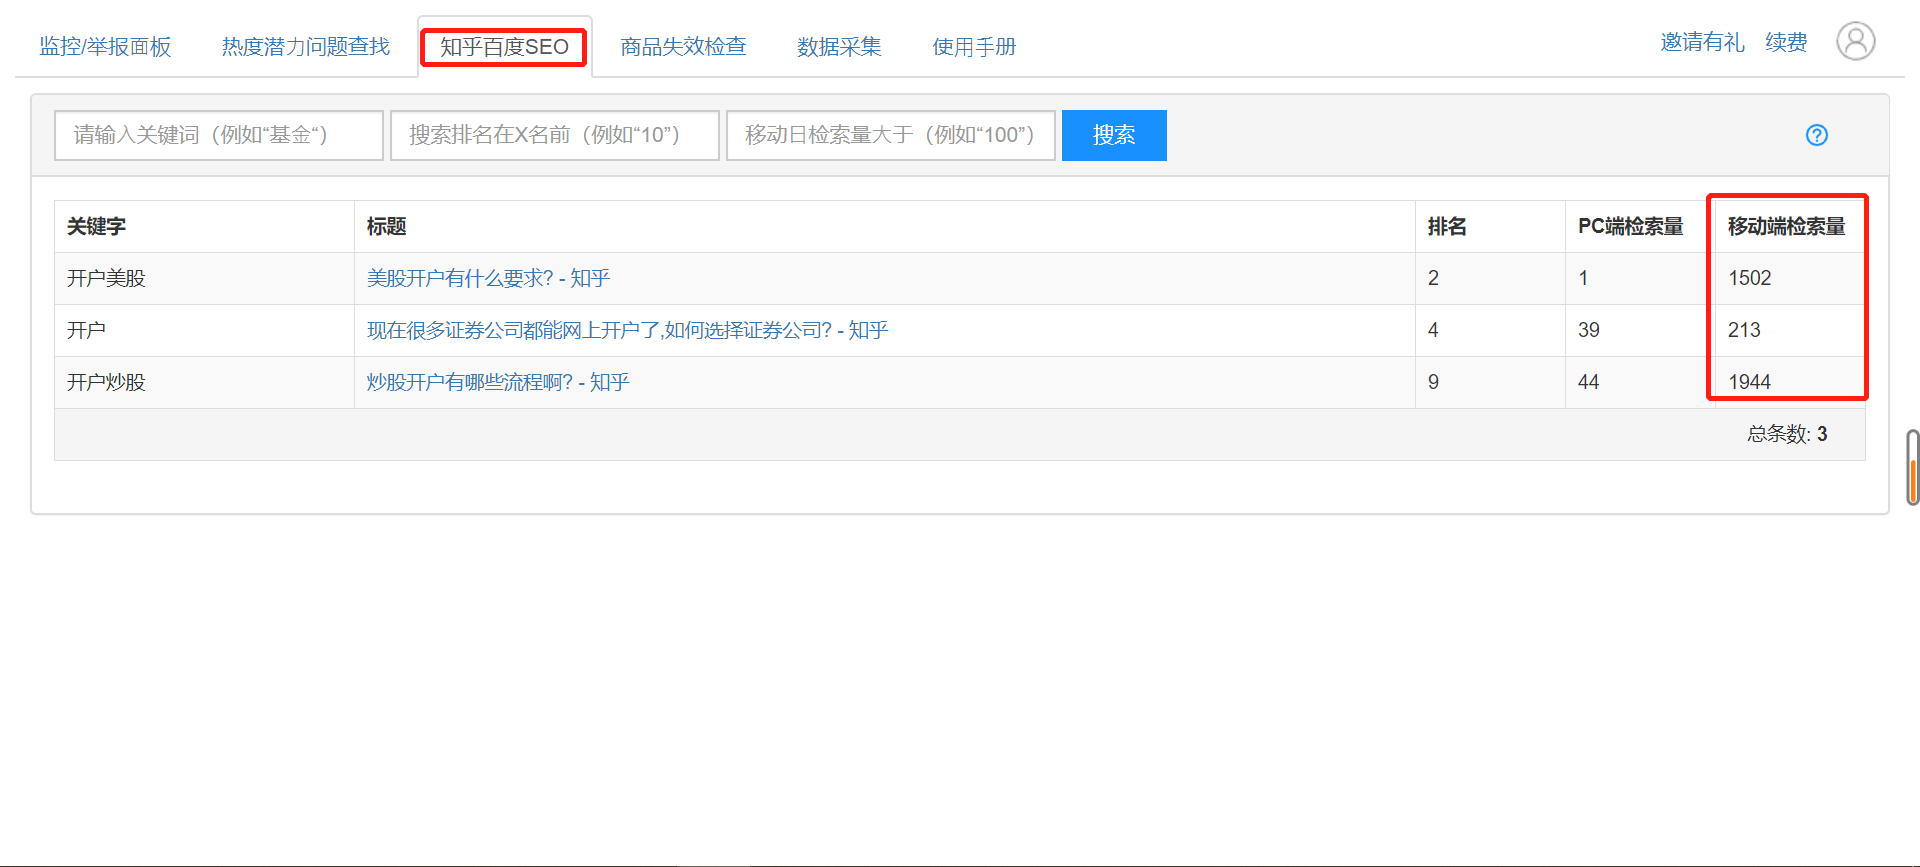 监控/举报面板 热度潜力问题查找 知乎百度SEO 商品失效检查 数据采集 使用手册 邀请有礼 续费
请输入关键词（例如“基金“） 搜索排名在X名前（例如“10”） 移动日检索量大于（例如“100”） 搜索
关键字 标题 排名 PC端检索量 移动端检索量
开户美股 美股开户有什么要求? - 知乎 2 1 1502
开户 现在很多证券公司都能网上开户了,如何选择证券公司? - 知乎 4 39 213
开户炒股 炒股开户有哪些流程啊? - 知乎 9 44 1944
总条数: 3